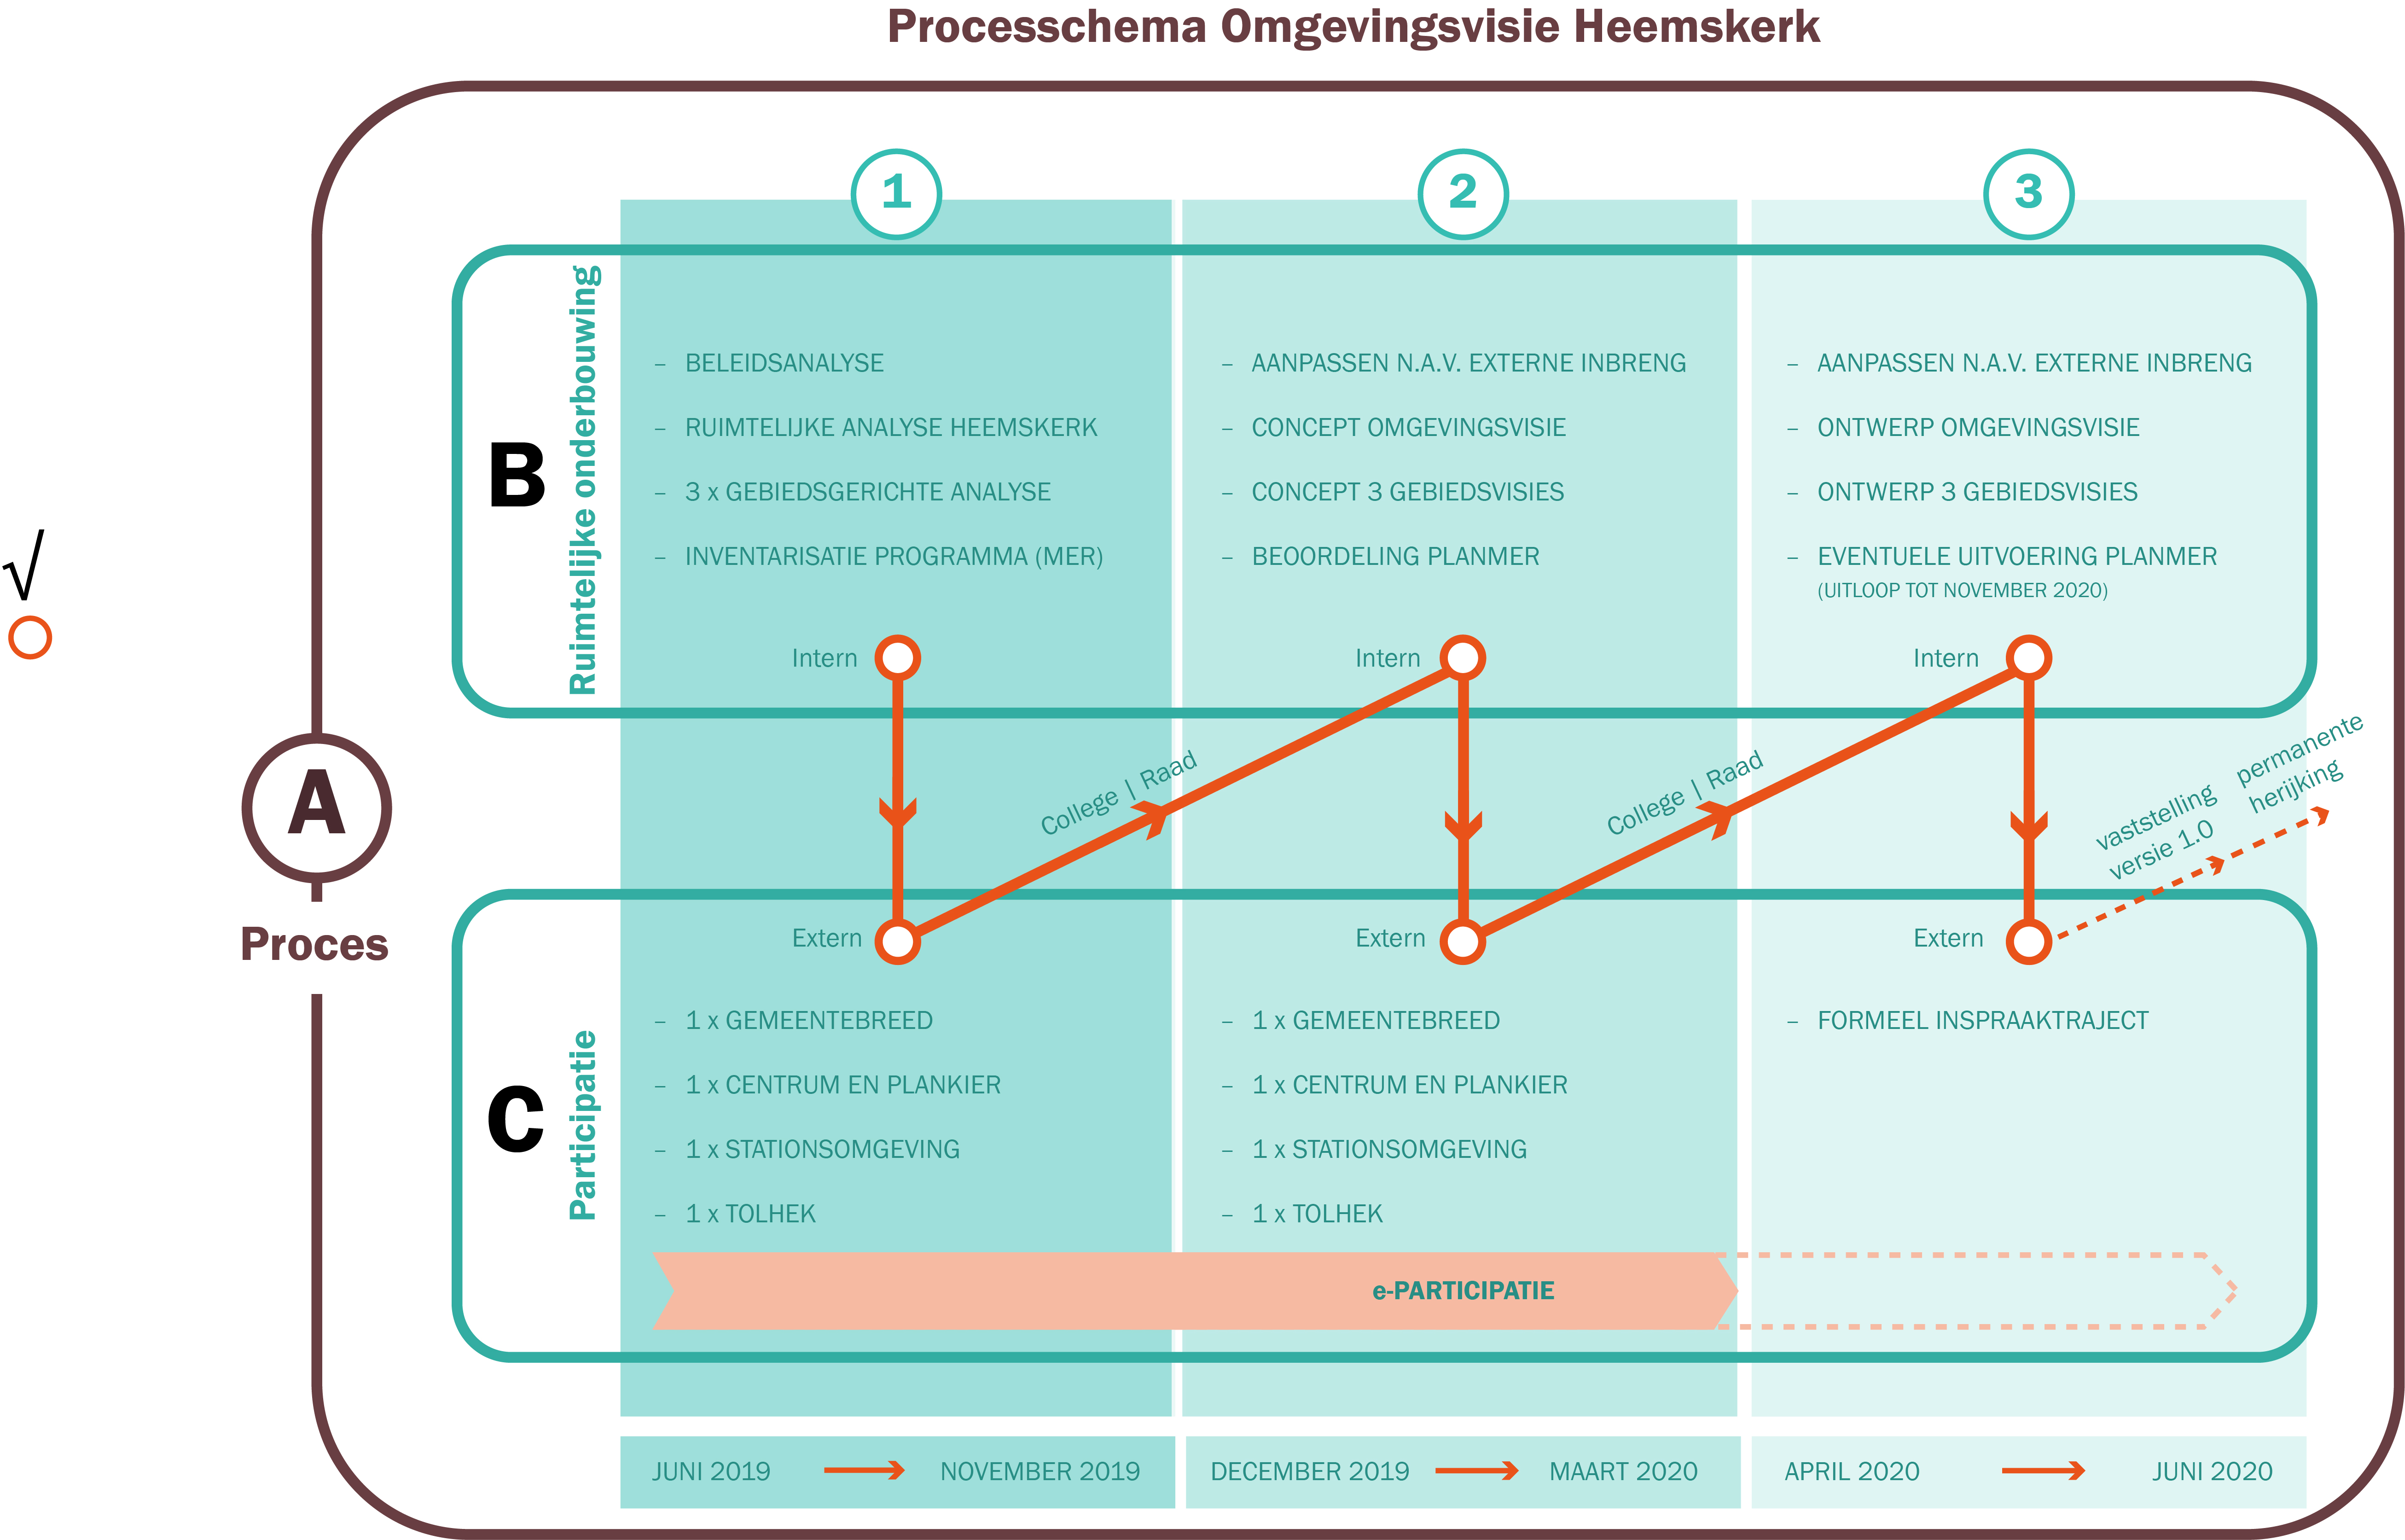 Processchema Omgevingsvisie Heemskerk
1
2
3
B
Ruimtelijke onderbouwing
– BELEIDSANALYSE
– RUIMTELIJKE ANALYSE HEEMSKERK
– 3 x GEBIEDSGERICHTE ANALYSE
– INVENTARISATIE PROGRAMMA (MER)
Intern
– AANPASSEN N.A.V. EXTERNE INBRENG
– CONCEPT OMGEVINGSVISIE
– CONCEPT 3 GEBIEDSVISIES
– BEOORDELING PLANMER
Intern
– AANPASSEN N.A.V. EXTERNE INBRENG
– ONTWERP OMGEVINGSVISIE
– ONTWERP 3 GEBIEDSVISIES
– EVENTUELE UITVOERING PLANMER
(UITLOOP TOT NOVEMBER 2020)
Intern
√
A
Proces
College | Raad
College | Raad
vaststelling
versie 1.0
permanente
herijking
C
Participatie
Extern
– 1 x GEMEENTEBREED
– 1 x CENTRUM EN PLANKIER
– 1 x STATIONSOMGEVING
– 1 x TOLHEK
Extern
– 1 x GEMEENTEBREED
– 1 x CENTRUM EN PLANKIER
– 1 x STATIONSOMGEVING
– 1 x TOLHEK
Extern
– FORMEEL INSPRAAKTRAJECT
e-PARTICIPATIE
JUNI 2019 NOVEMBER 2019
DECEMBER 2019 MAART 2020
APRIL 2020 JUNI 2020